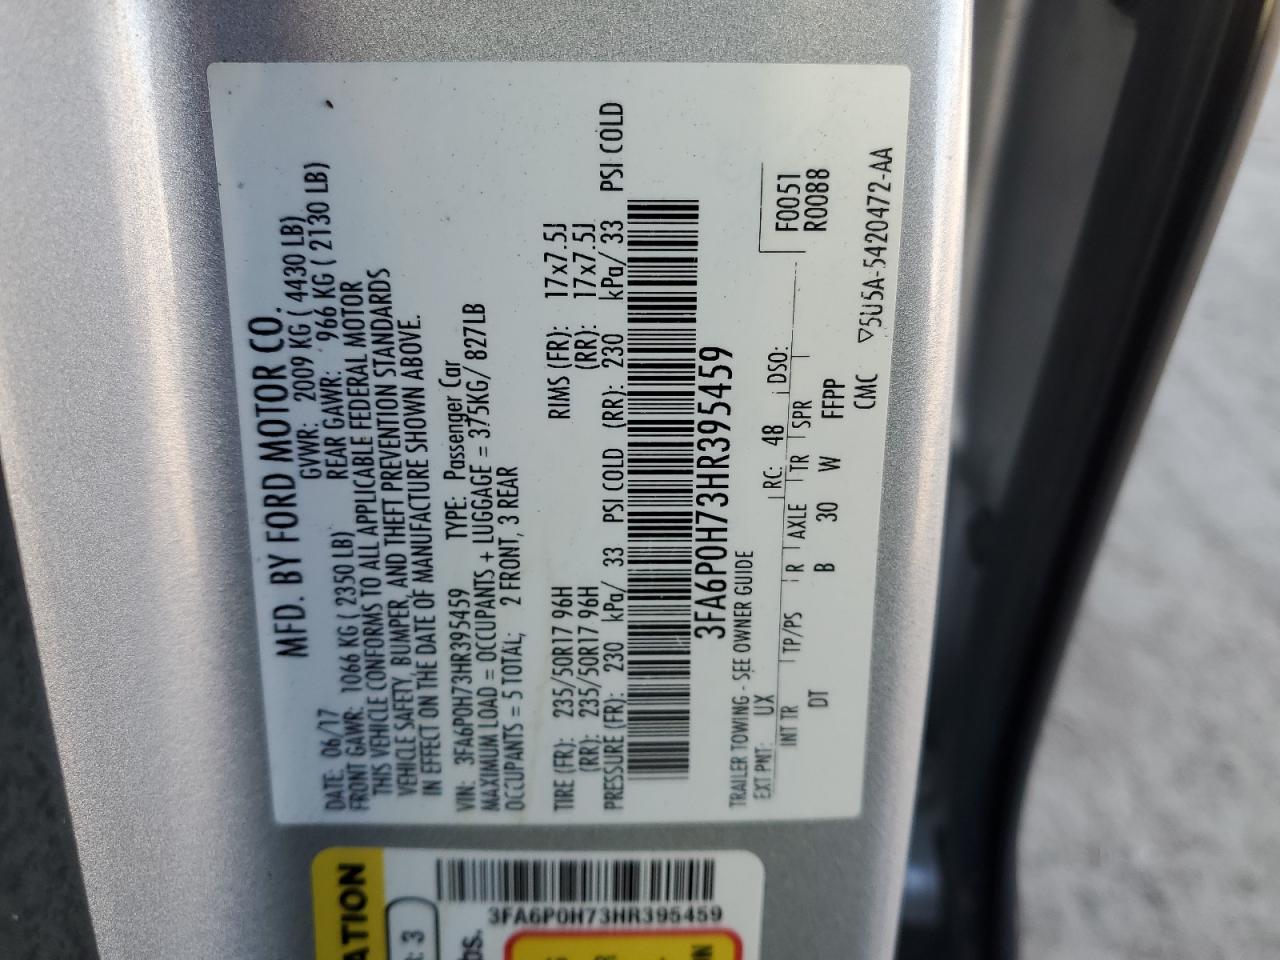 MFD. BY FORD MOTOR CO.
DATE: 06/17 GVWR: 2009 KG ( 4430 LB)
FRONT GAWR: 1066 KG ( 2350 LB) REAR GAWR: 966 KG ( 2130 LB)
THIS VEHICLE CONFORMS TO ALL APPLICABLE FEDERAL MOTOR
VEHICLE SAFETY, BUMPER, AND THEFT PREVENTION STANDARDS
IN EFFECT ON THE DATE OF MANUFACTURE SHOWN ABOVE.
VIN: 3FA6P0H73HR395459 TYPE: Passenger Car
MAXIMUM LOAD = OCCUPANTS + LUGGAGE = 375KG/ 827LB
OCCUPANTS = 5 TOTAL; 2 FRONT, 3 REAR
TIRE (FR): 235/50R17 96H RIMS (FR): 17x7.5J
(RR): 235/50R17 96H (RR): 17x7.5J
PRESSURE (FR): 230 kPa/ 33 PSI COLD (RR): 230 kPa/ 33 PSI COLD
3FA6P0H73HR395459
TRAILER TOWING - SEE OWNER GUIDE
F0051
EXT PNT: UX RC: 48 DSO:
R0088
INT TR TP/PS R AXLE TR SPR
DT B 30 W FFPP
CMC ▽5U5A-5420472-AA
ATION
3
bs.
3FA6P0H73HR395459